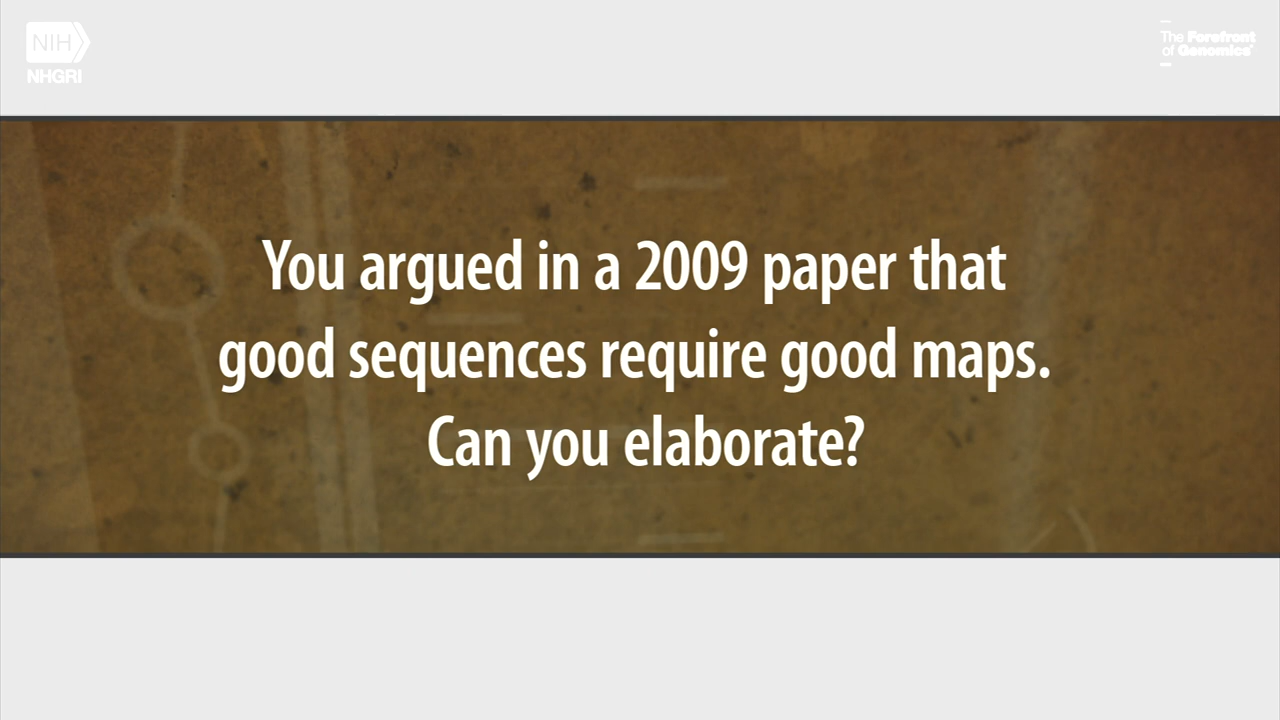 NIH
NHGRI
The Forefront
of Genomics®
You argued in a 2009 paper that
good sequences require good maps.
Can you elaborate?